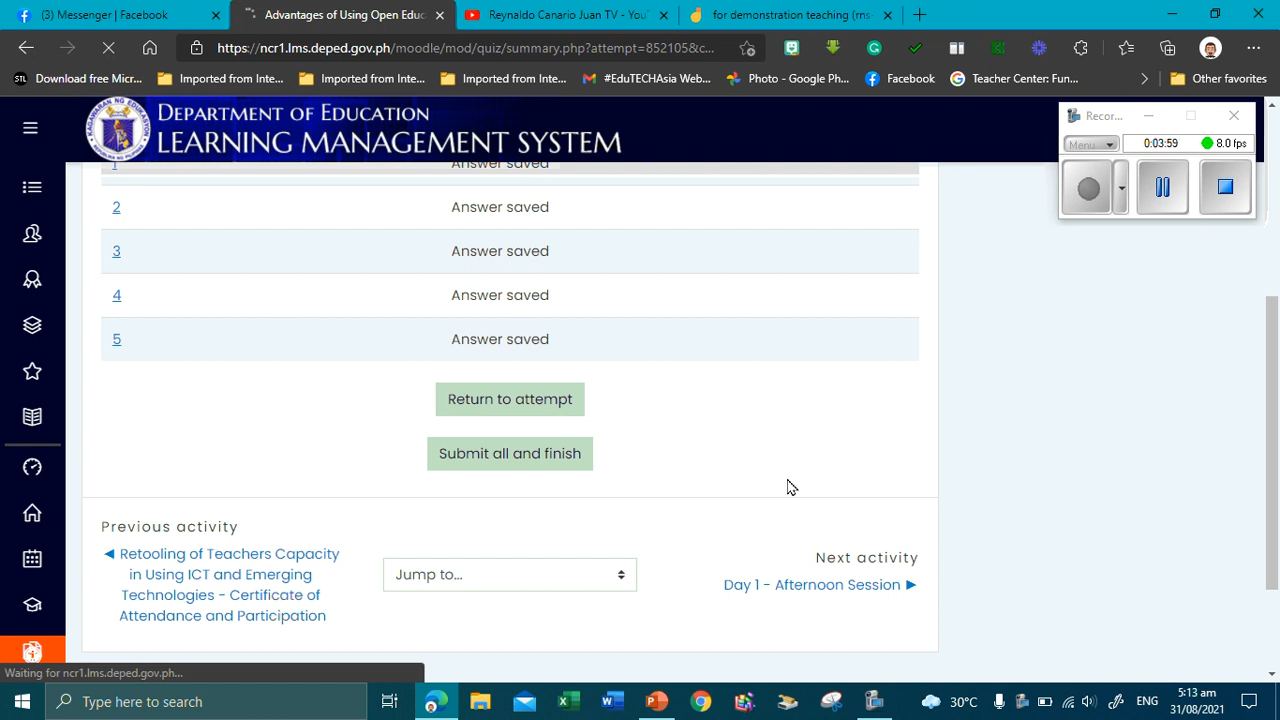 (3) Messenger | Facebook
Advantages of Using Open Educ
Reynaldo Canario Juan TV - You
for demonstration teaching (rns-
https://ncr1.lms.deped.gov.ph/moodle/mod/quiz/summary.php?attempt=852105&c...
STL
Download free Micr...
Imported from Inte...
Imported from Inte...
Imported from Inte...
#EduTECHAsia Web...
Photo - Google Ph...
Facebook
Teacher Center: Fun...
Other favorites
DEPARTMENT OF EDUCATION
LEARNING MANAGEMENT SYSTEM
Recor...
Menu
0:03:59
8.0 fps
1 Answer saved
2 Answer saved
3 Answer saved
4 Answer saved
5 Answer saved
Return to attempt
Submit all and finish
Previous activity
◄ Retooling of Teachers Capacity
in Using ICT and Emerging
Technologies - Certificate of
Attendance and Participation
Jump to...
Next activity
Day 1 - Afternoon Session ►
Waiting for ncr1.lms.deped.gov.ph...
Type here to search
30°C
ENG
5:13 am
31/08/2021